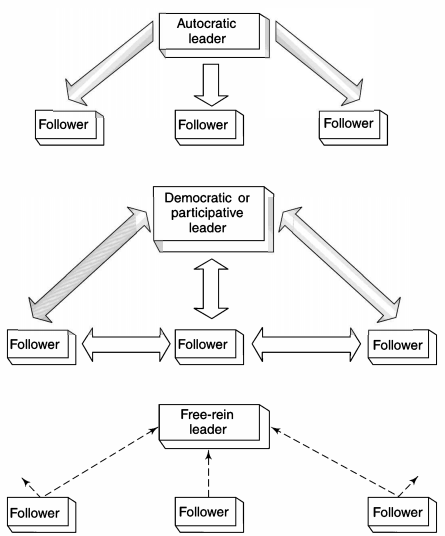 Autocratic
leader
Follower
Follower
Follower
Democratic or
participative
leader
Follower
Follower
Follower
Free-rein
leader
Follower
Follower
Follower